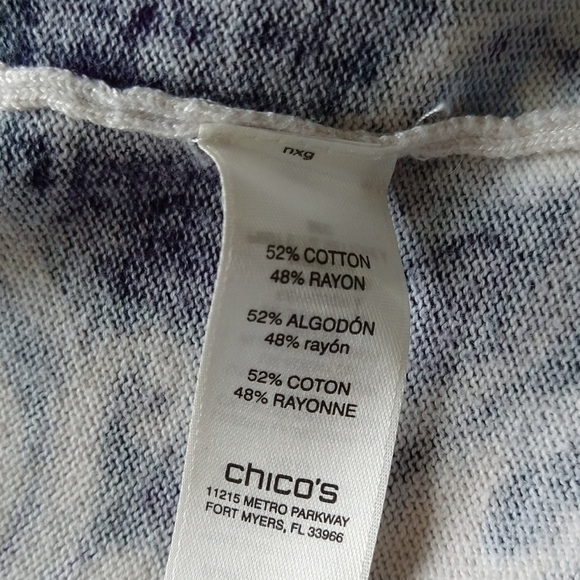 nxg
52% COTTON
48% RAYON
52% ALGODÓN
48% rayón
52% COTON
48% RAYONNE
chico's
11215 METRO PARKWAY
FORT MYERS, FL 33966